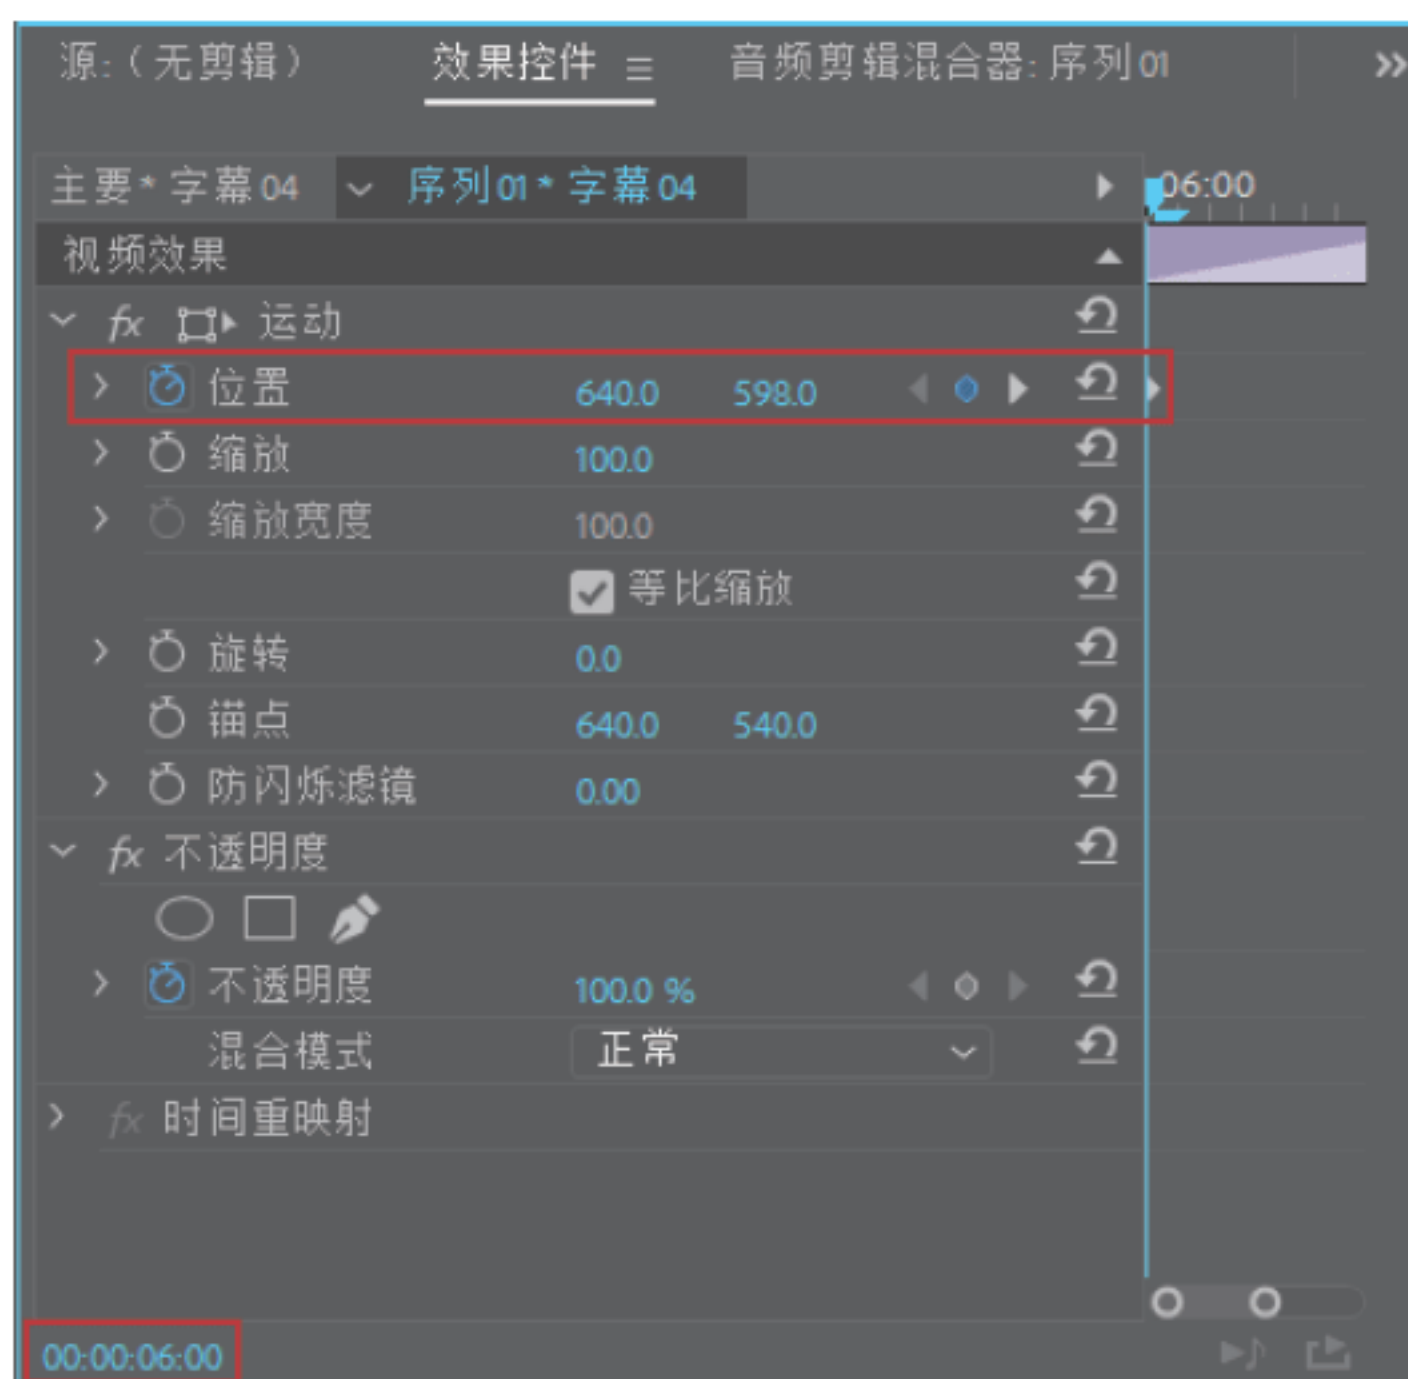 源:（无剪辑） 效果控件 音频剪辑混合器: 序列 01
主要 * 字幕 04 序列 01 * 字幕 04 06:00
视频效果
fx 运动
位置 640.0 598.0
缩放 100.0
缩放宽度 100.0
等比缩放
旋转 0.0
锚点 640.0 540.0
防闪烁滤镜 0.00
fx 不透明度
不透明度 100.0 %
混合模式 正常
fx 时间重映射
00:00:06:00